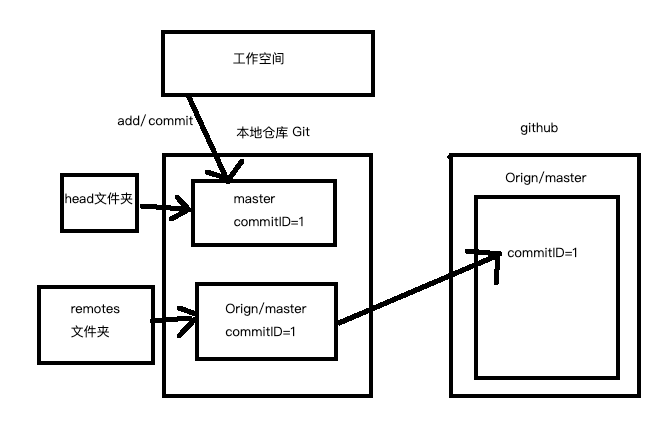 工作空间
add/ commit
本地仓库 Git
github
Orign/master
head文件夹
master
commitID=1
commitID=1
remotes
文件夹
Orign/master
commitID=1